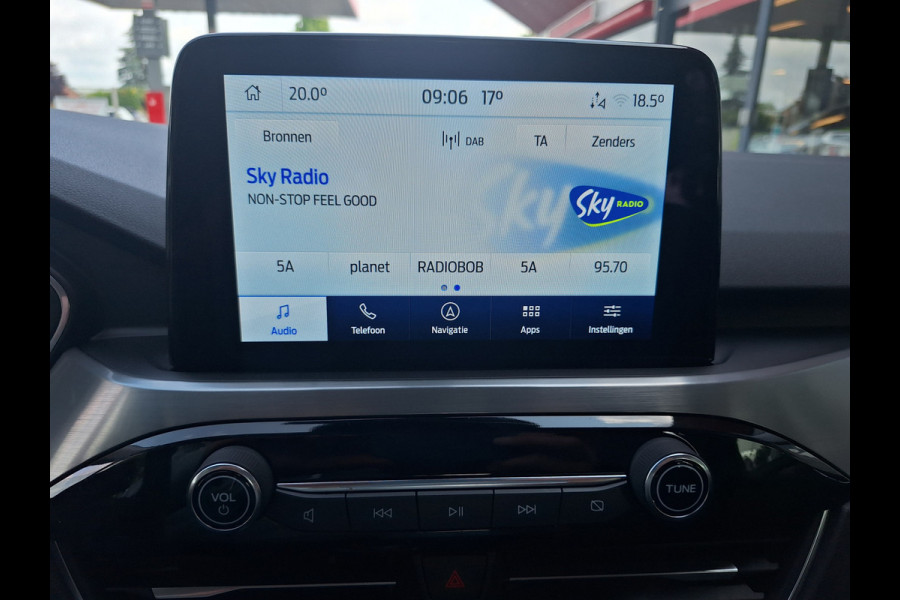 20.0° 09:06 17° 18.5°
Bronnen DAB TA Zenders
Sky Radio
NON-STOP FEEL GOOD
Sky
Sky RADIO
5A planet RADIOBOB 5A 95.70
Audio Telefoon Navigatie Apps Instellingen
VOL TUNE